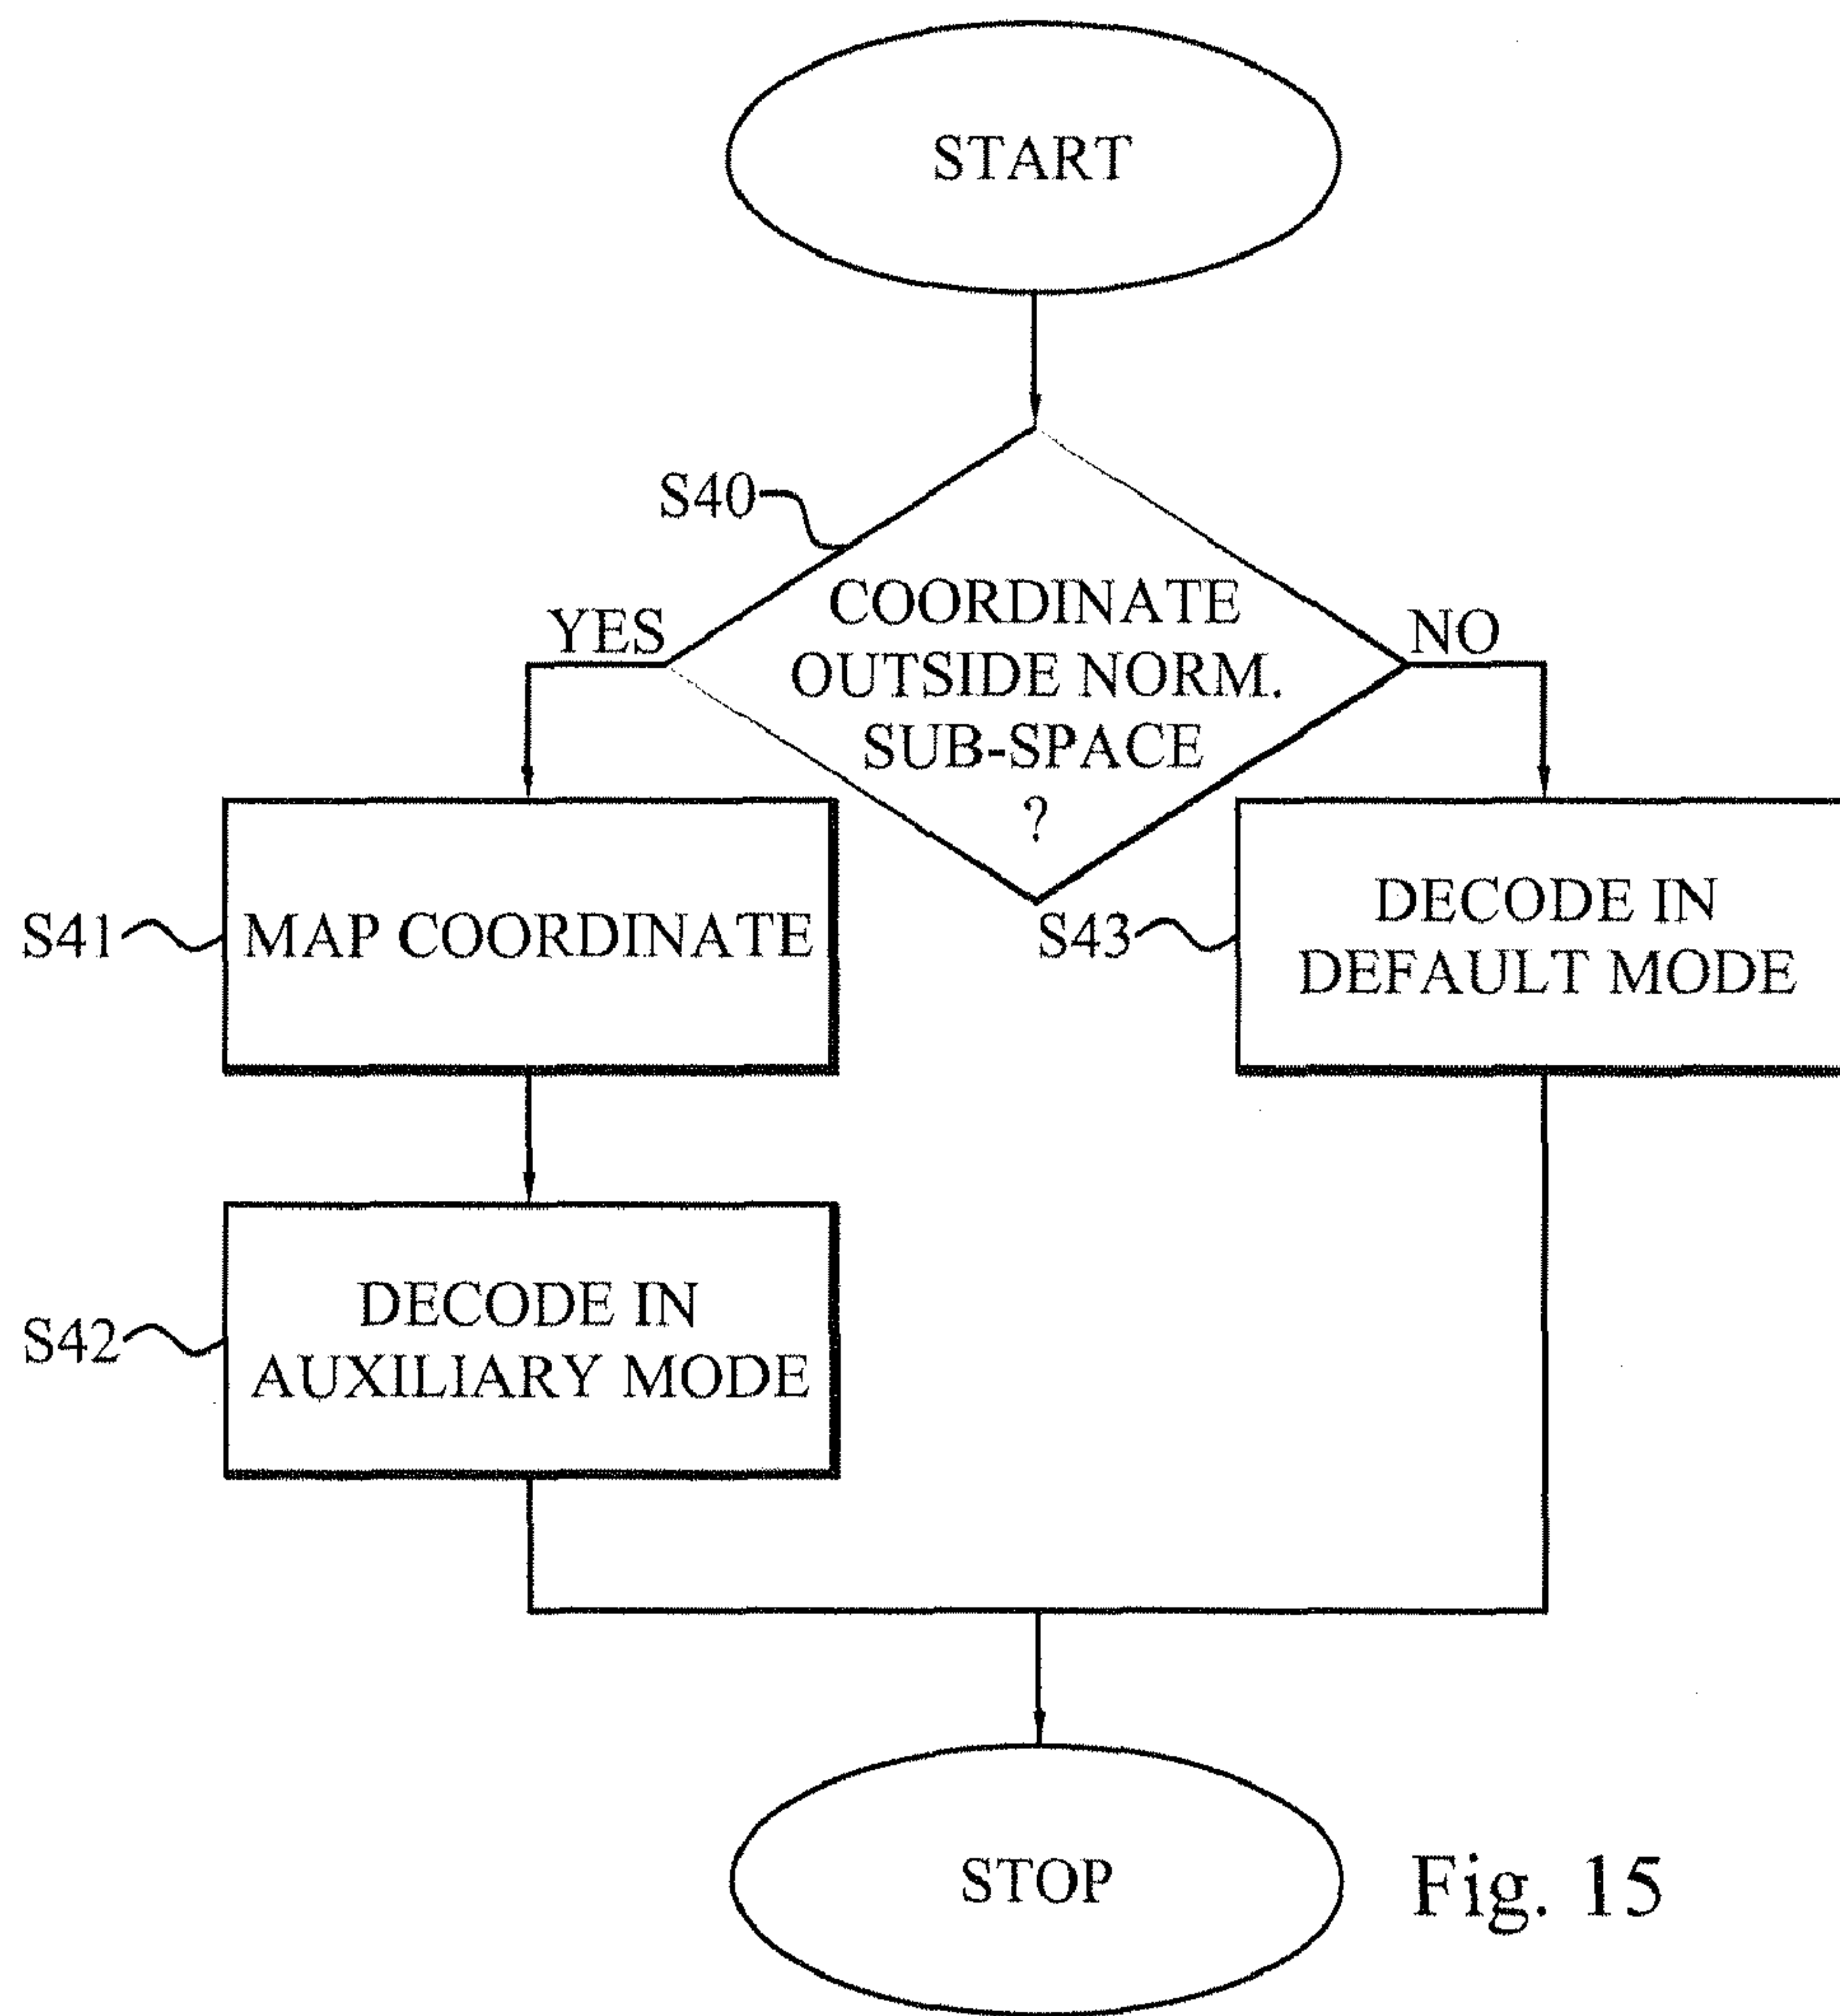 START
S40
COORDINATE
OUTSIDE NORM.
SUB-SPACE
?
YES
NO
S41
MAP COORDINATE
S43
DECODE IN
DEFAULT MODE
S42
DECODE IN
AUXILIARY MODE
STOP
Fig. 15